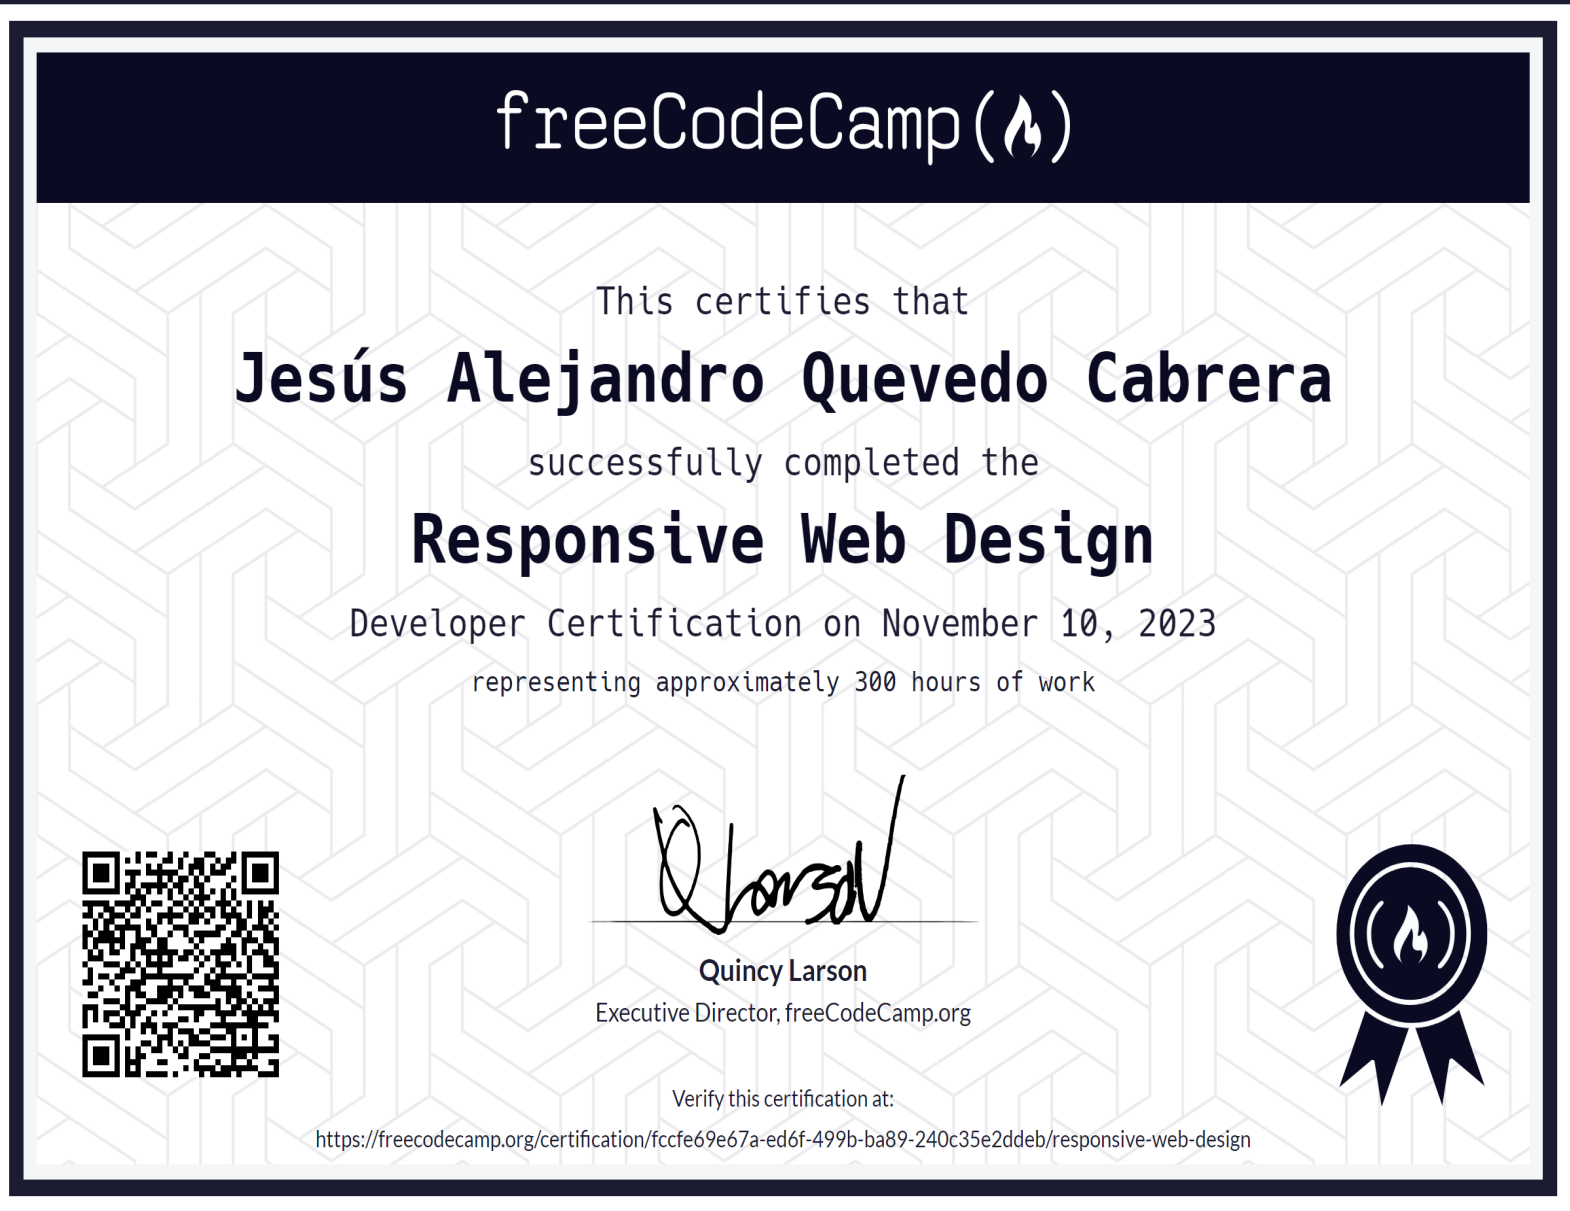 freeCodeCamp
This certifies that
Jesús Alejandro Quevedo Cabrera
successfully completed the
Responsive Web Design
Developer Certification on November 10, 2023
representing approximately 300 hours of work
Q Larson
Quincy Larson
Executive Director, freeCodeCamp.org
Verify this certification at:
https://freecodecamp.org/certification/fccfe69e67a-ed6f-499b-ba89-240c35e2ddeb/responsive-web-design